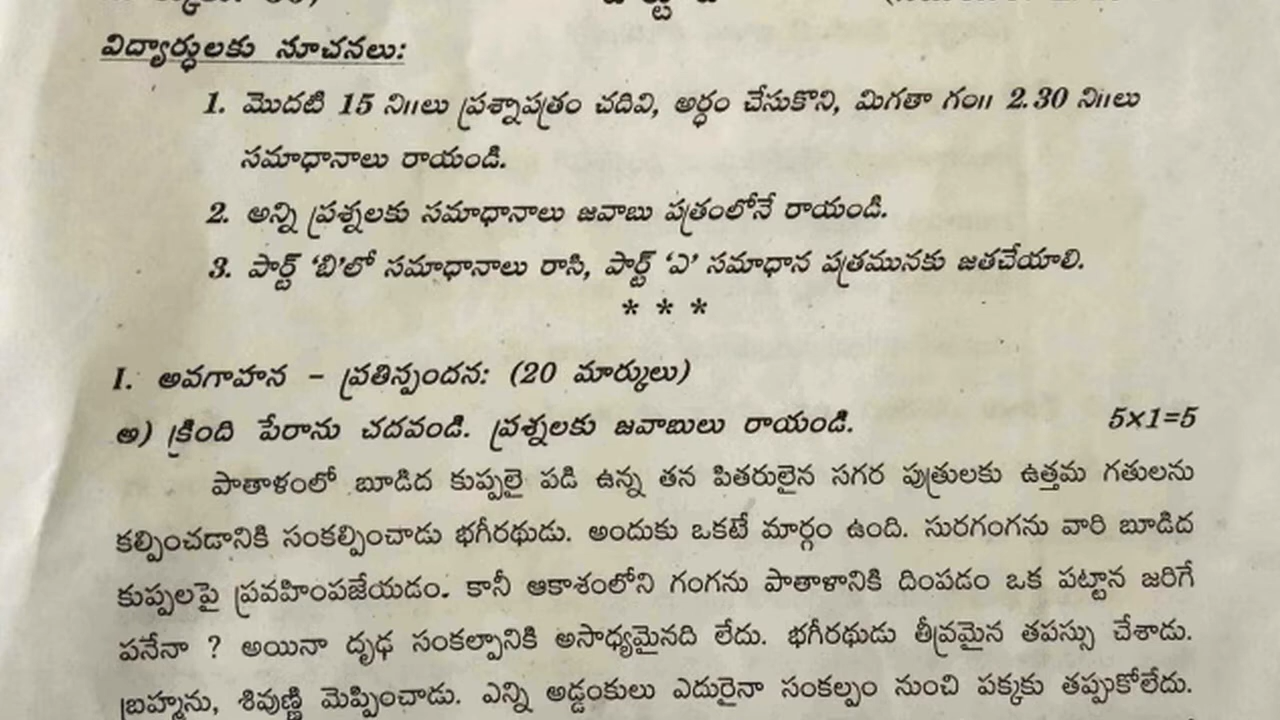 విద్యార్థులకు సూచనలు:
1. మొదటి 15 ని॥లు ప్రశ్నాపత్రం చదివి, అర్థం చేసుకొని, మిగతా గం॥ 2.30 ని॥లు
సమాధానాలు రాయండి.
2. అన్ని ప్రశ్నలకు సమాధానాలు జవాబు పత్రంలోనే రాయండి.
3. పార్ట్ ‘బి’లో సమాధానాలు రాసి, పార్ట్ ‘ఏ’ సమాధాన పత్రమునకు జతచేయాలి.
* * *
I. అవగాహన – ప్రతిస్పందన: (20 మార్కులు)
అ) క్రింది పేరాను చదవండి. ప్రశ్నలకు జవాబులు రాయండి. 5×1=5
పాతాళంలో బూడిద కుప్పలై పడి ఉన్న తన పితరులైన సగర పుత్రులకు ఉత్తమ గతులను
కల్పించడానికి సంకల్పించాడు భగీరథుడు. అందుకు ఒకటే మార్గం ఉంది. సురగంగను వారి బూడిద
కుప్పలపై ప్రవహింపజేయడం. కానీ ఆకాశంలోని గంగను పాతాళానికి దింపడం ఒక పట్టాన జరిగే
పనేనా ? అయినా దృఢ సంకల్పానికి అసాధ్యమైనది లేదు. భగీరథుడు తీవ్రమైన తపస్సు చేశాడు.
బ్రహ్మను, శివుణ్ణి మెప్పించాడు. ఎన్ని అడ్డంకులు ఎదురైనా సంకల్పం నుంచి పక్కకు తప్పుకోలేదు.